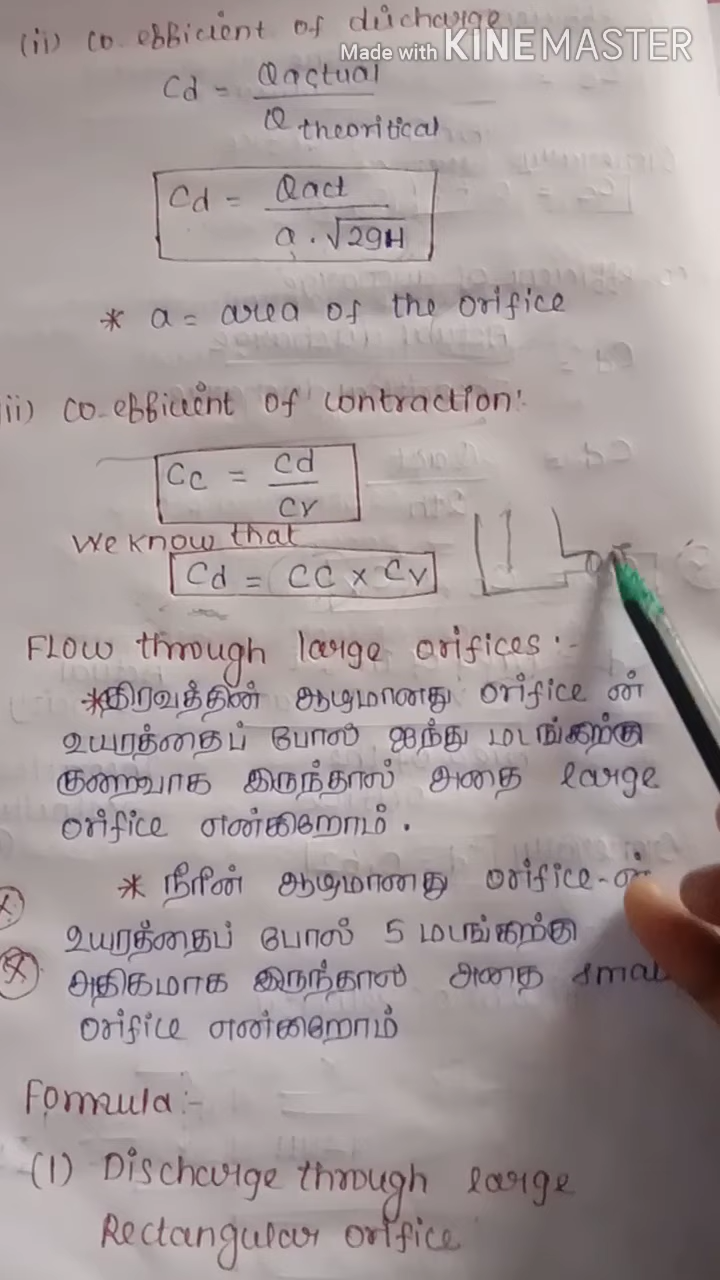 (ii) co efficient of discharge
Made with KINEMASTER
Cd = Qactual / Q theoritical
Cd = Qact / a . √2gH
* a = area of the orifice
ii) co-efficient of contraction:
Cc = Cd / Cv
We know that
Cd = CC x Cv
FLOW through large orifices :-
*திரவத்தின் ஆழமானது orifice ன்
உயரத்தைப் போல் ஐந்து மடங்கிற்கு
குறைவாக இருந்தால் அதை large
orifice என்கிறோம் .
* நீரின் ஆழமானது orifice-ன்
உயரத்தைப் போல் 5 மடங்கிற்கு
அதிகமாக இருந்தால் அதை smal
orifice என்கிறோம்
Formula :-
(1) Discharge through large
Rectangular orifice